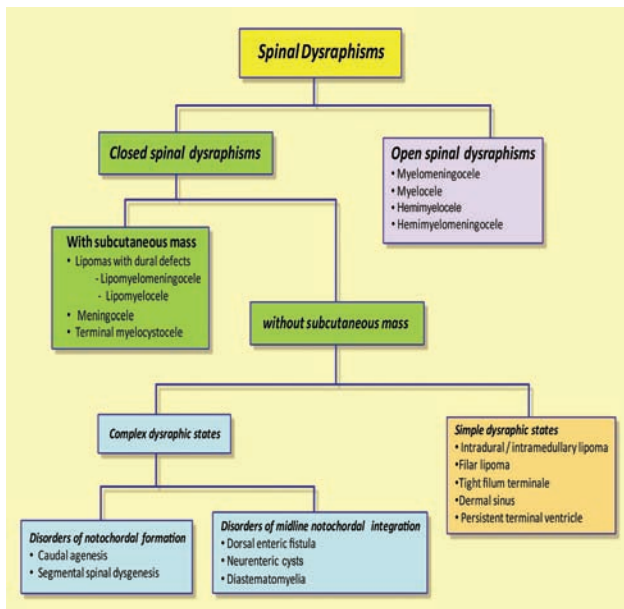 Spinal Dysraphisms
Closed spinal dysraphisms
Open spinal dysraphisms
• Myelomeningocele
• Myelocele
• Hemimyelocele
• Hemimyelomeningocele
With subcutaneous mass
• Lipomas with dural defects
- Lipomyelomeningocele
- Lipomyelocele
• Meningocele
• Terminal myelocystocele
without subcutaneous mass
Complex dysraphic states
Simple dysraphic states
• Intradural / intramedullary lipoma
• Filar lipoma
• Tight filum terminale
• Dermal sinus
• Persistent terminal ventricle
Disorders of notochordal formation
• Caudal agenesis
• Segmental spinal dysgenesis
Disorders of midline notochordal integration
• Dorsal enteric fistula
• Neurenteric cysts
• Diastematomyelia